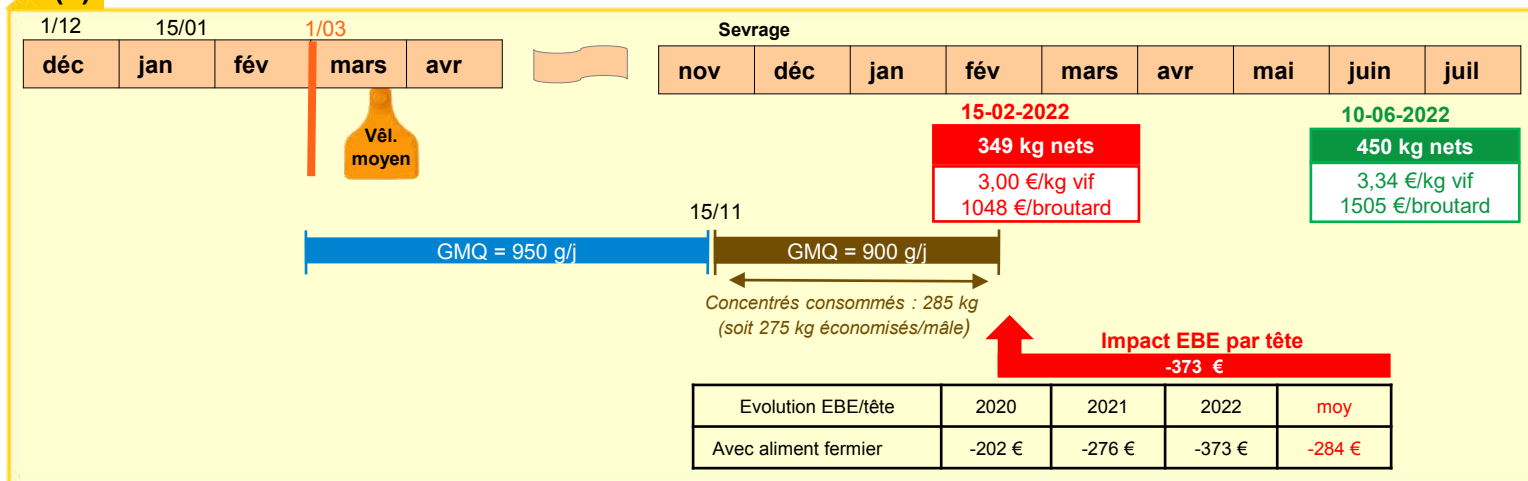 1/12 15/01 1/03 Sevrage
déc jan fév mars avr nov déc jan fév mars avr mai juin juil
15-02-2022 10-06-2022
Vêl.
moyen
349 kg nets 450 kg nets
3,00 €/kg vif 3,34 €/kg vif
1048 €/broutard 1505 €/broutard
15/11
GMQ = 950 g/j GMQ = 900 g/j
Concentrés consommés : 285 kg
(soit 275 kg économisés/mâle)
Impact EBE par tête
-373 €
Evolution EBE/tête 2020 2021 2022 moy
Avec aliment fermier -202 € -276 € -373 € -284 €